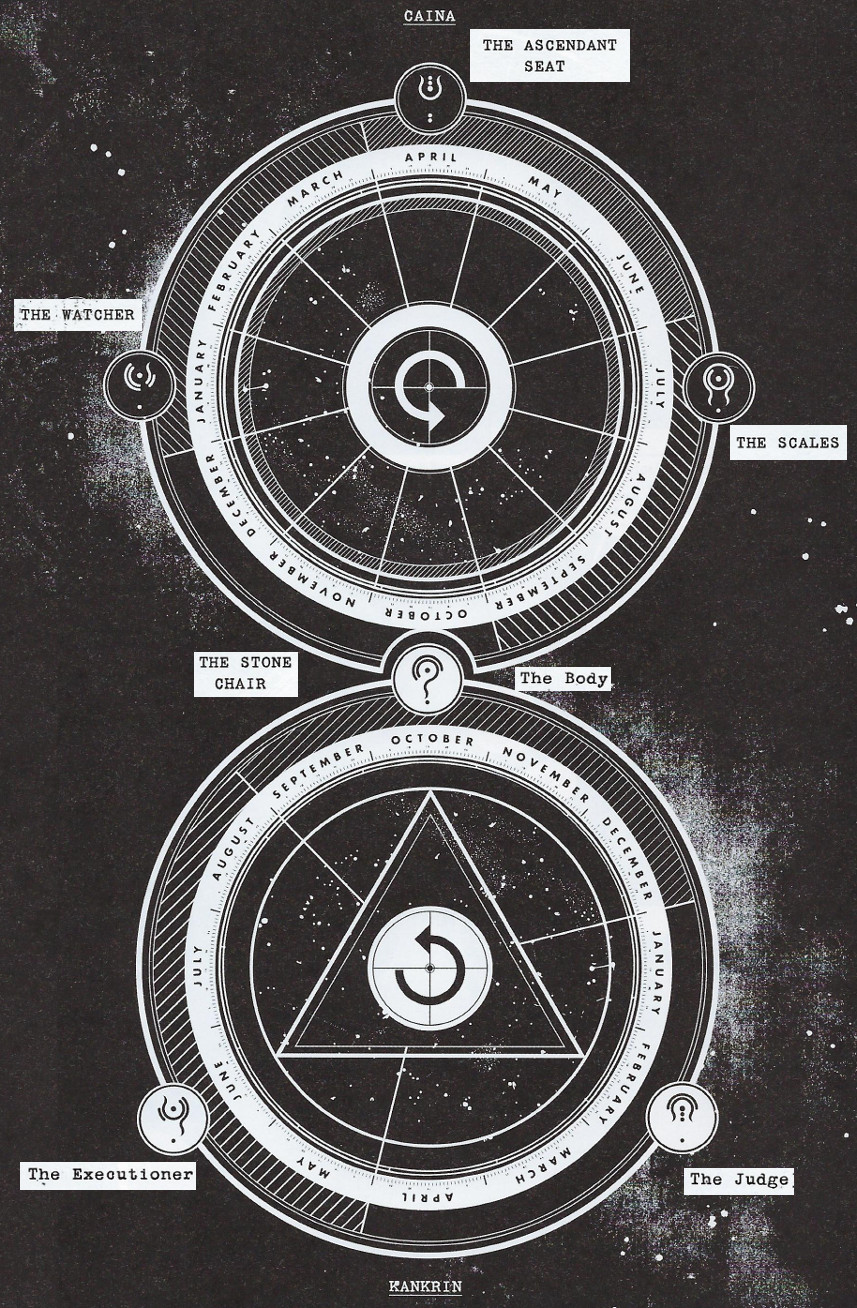 CAINA
THE ASCENDANT
SEAT
APRIL
MAY
JUNE
JULY
AUGUST
SEPTEMBER
OCTOBER
NOVEMBER
DECEMBER
JANUARY
FEBRUARY
MARCH
THE WATCHER
THE SCALES
THE STONE
CHAIR
The Body
OCTOBER
NOVEMBER
DECEMBER
JANUARY
FEBRUARY
MARCH
APRIL
MAY
JUNE
JULY
AUGUST
SEPTEMBER
The Executioner
The Judge
KANKRIN